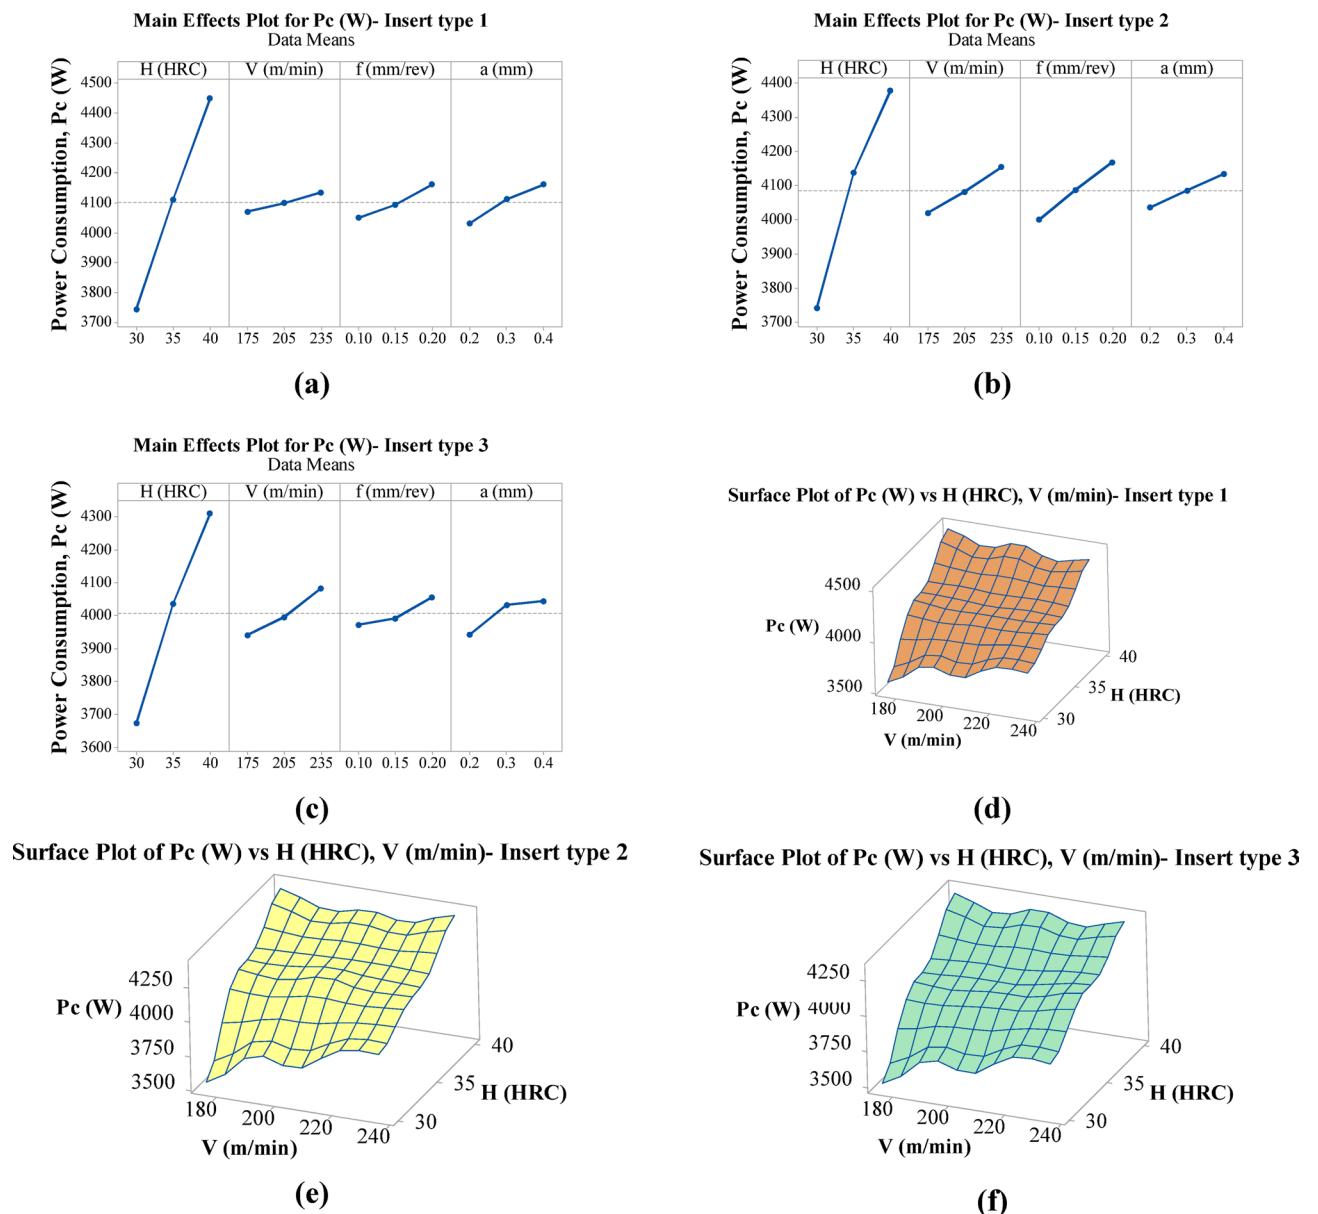 Main Effects Plot for Pc (W)- Insert type 1
Data Means
H (HRC) V (m/min) f (mm/rev) a (mm)
Power Consumption, Pc (W)
4500
4400
4300
4200
4100
4000
3900
3800
3700
30 35 40 175 205 235 0.10 0.15 0.20 0.2 0.3 0.4
(a)
Main Effects Plot for Pc (W)- Insert type 2
Data Means
H (HRC) V (m/min) f (mm/rev) a (mm)
Power Consumption, Pc (W)
4400
4300
4200
4100
4000
3900
3800
3700
30 35 40 175 205 235 0.10 0.15 0.20 0.2 0.3 0.4
(b)
Main Effects Plot for Pc (W)- Insert type 3
Data Means
H (HRC) V (m/min) f (mm/rev) a (mm)
Power Consumption, Pc (W)
4300
4200
4100
4000
3900
3800
3700
3600
30 35 40 175 205 235 0.10 0.15 0.20 0.2 0.3 0.4
(c)
Surface Plot of Pc (W) vs H (HRC), V (m/min)- Insert type 1
4500
Pc (W)
4000
3500
180 200 220 240
V (m/min)
30 35 40
H (HRC)
(d)
Surface Plot of Pc (W) vs H (HRC), V (m/min)- Insert type 2
4250
Pc (W)
4000
3750
3500
180 200 220 240
V (m/min)
30 35 40
H (HRC)
(e)
Surface Plot of Pc (W) vs H (HRC), V (m/min)- Insert type 3
4250
Pc (W)
4000
3750
3500
180 200 220 240
V (m/min)
30 35 40
H (HRC)
(f)